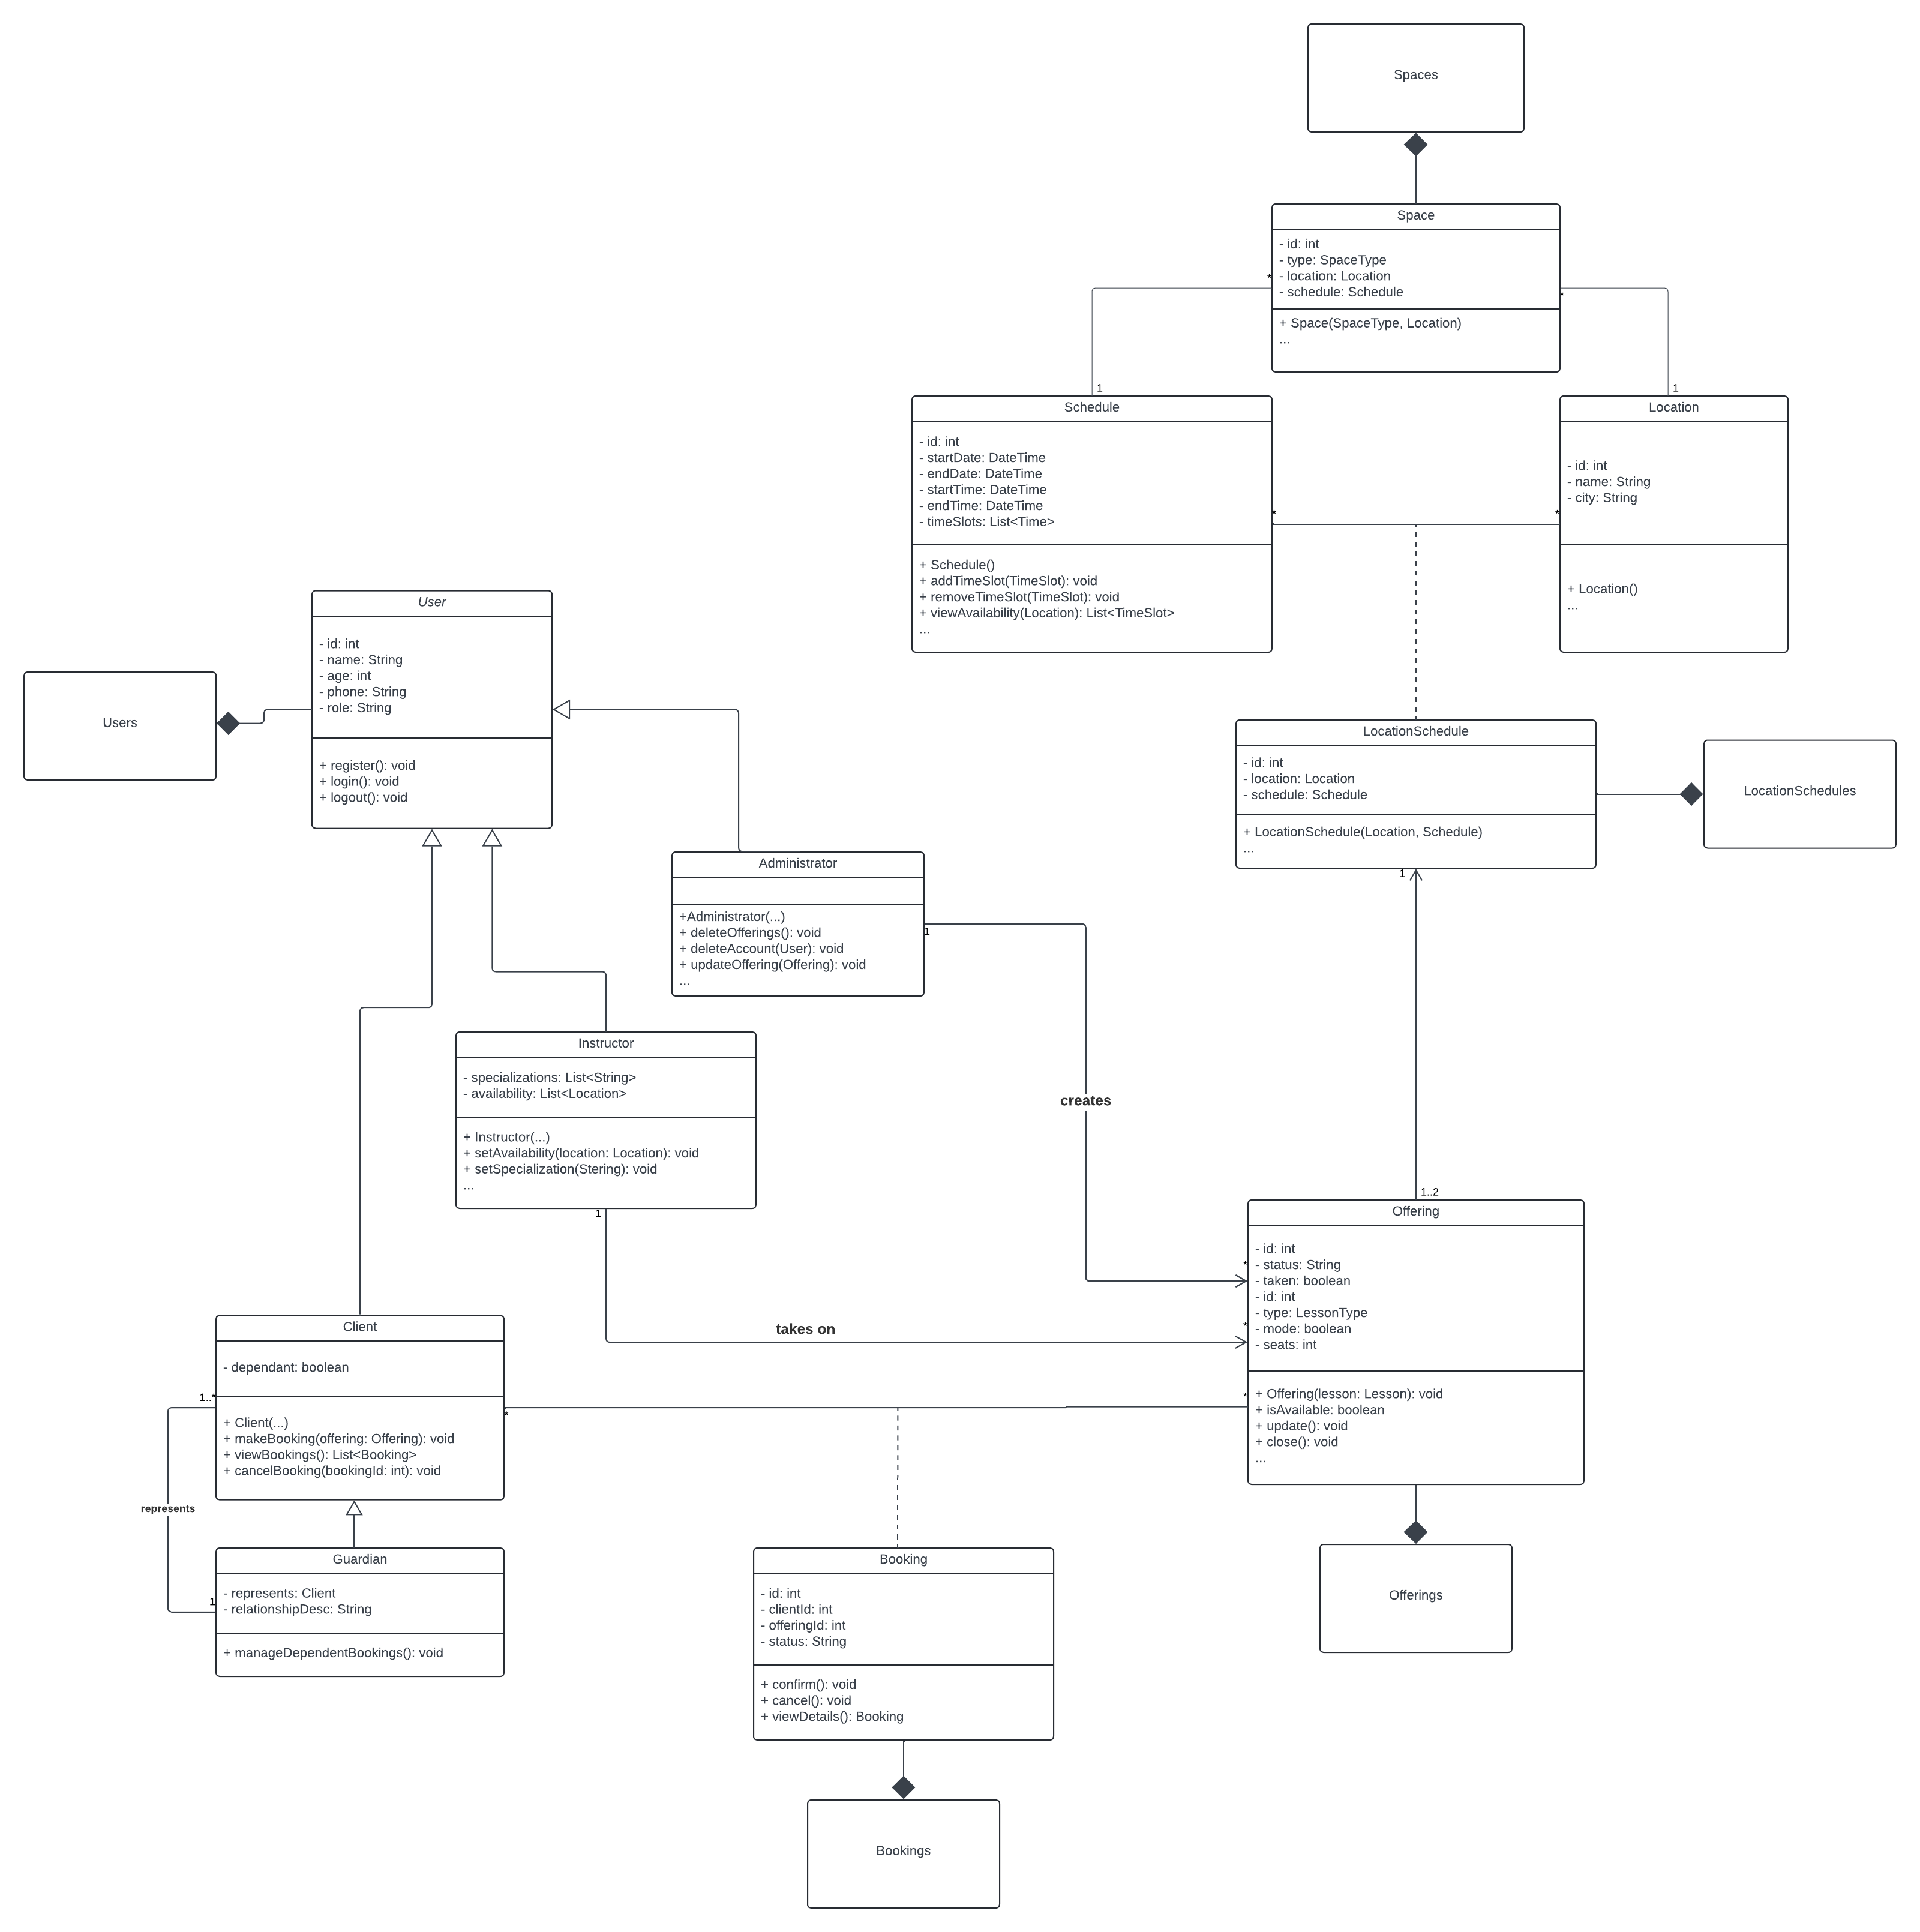 Spaces
Space
- id: int
- type: SpaceType
- location: Location
- schedule: Schedule
+ Space(SpaceType, Location)
...
*
*
1
1
Schedule
- id: int
- startDate: DateTime
- endDate: DateTime
- startTime: DateTime
- endTime: DateTime
- timeSlots: List<Time>
+ Schedule()
+ addTimeSlot(TimeSlot): void
+ removeTimeSlot(TimeSlot): void
+ viewAvailability(Location): List<TimeSlot>
...
*
*
Location
- id: int
- name: String
- city: String
+ Location()
...
User
- id: int
- name: String
- age: int
- phone: String
- role: String
+ register(): void
+ login(): void
+ logout(): void
Users
LocationSchedule
- id: int
- location: Location
- schedule: Schedule
+ LocationSchedule(Location, Schedule)
...
LocationSchedules
1
Administrator
+Administrator(...)
+ deleteOfferings(): void
+ deleteAccount(User): void
+ updateOffering(Offering): void
...
1
Instructor
- specializations: List<String>
- availability: List<Location>
+ Instructor(...)
+ setAvailability(location: Location): void
+ setSpecialization(Stering): void
...
1
creates
takes on
1..2
Offering
- id: int
- status: String
- taken: boolean
- id: int
- type: LessonType
- mode: boolean
- seats: int
+ Offering(lesson: Lesson): void
+ isAvailable: boolean
+ update(): void
+ close(): void
...
*
*
*
Client
- dependant: boolean
+ Client(...)
+ makeBooking(offering: Offering): void
+ viewBookings(): List<Booking>
+ cancelBooking(bookingId: int): void
1..*
*
represents
1
Guardian
- represents: Client
- relationshipDesc: String
+ manageDependentBookings(): void
Booking
- id: int
- clientId: int
- offeringId: int
- status: String
+ confirm(): void
+ cancel(): void
+ viewDetails(): Booking
Offerings
Bookings